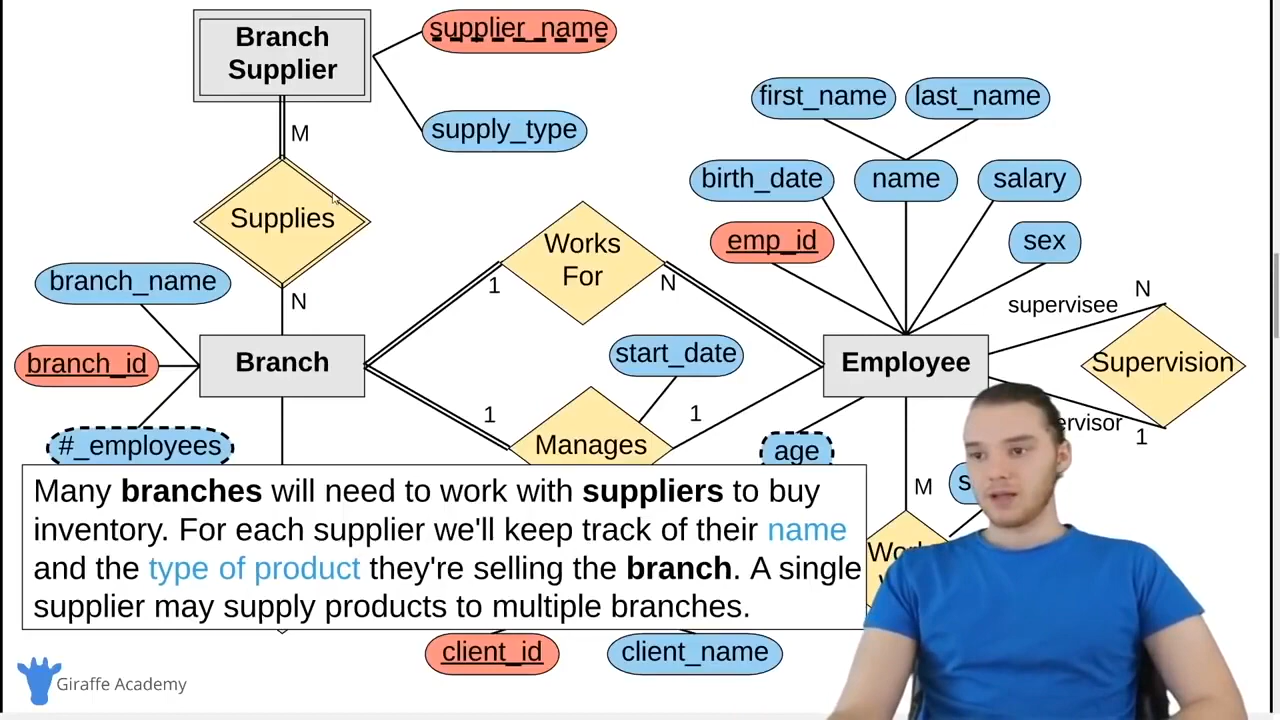 Branch
Supplier
supplier_name
supply_type
M
Supplies
N
first_name
last_name
birth_date
name
salary
emp_id
sex
Works
For
1
N
branch_name
branch_id
Branch
#_employees
start_date
Employee
supervisee
N
Supervision
1
1
1
Manages
age
M
Many branches will need to work with suppliers to buy
inventory. For each supplier we'll keep track of their name
and the type of product they're selling the branch. A single
supplier may supply products to multiple branches.
client_id
client_name
Giraffe Academy